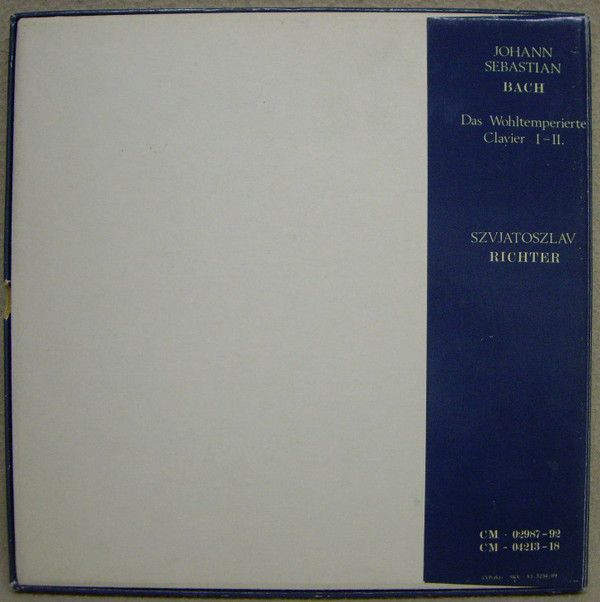 JOHANN
SEBASTIAN
BACH
Das Wohltemperierte
Clavier I-II.
SZVJATOSZLAV
RICHTER
CM - 02987-92
CM - 04213-18